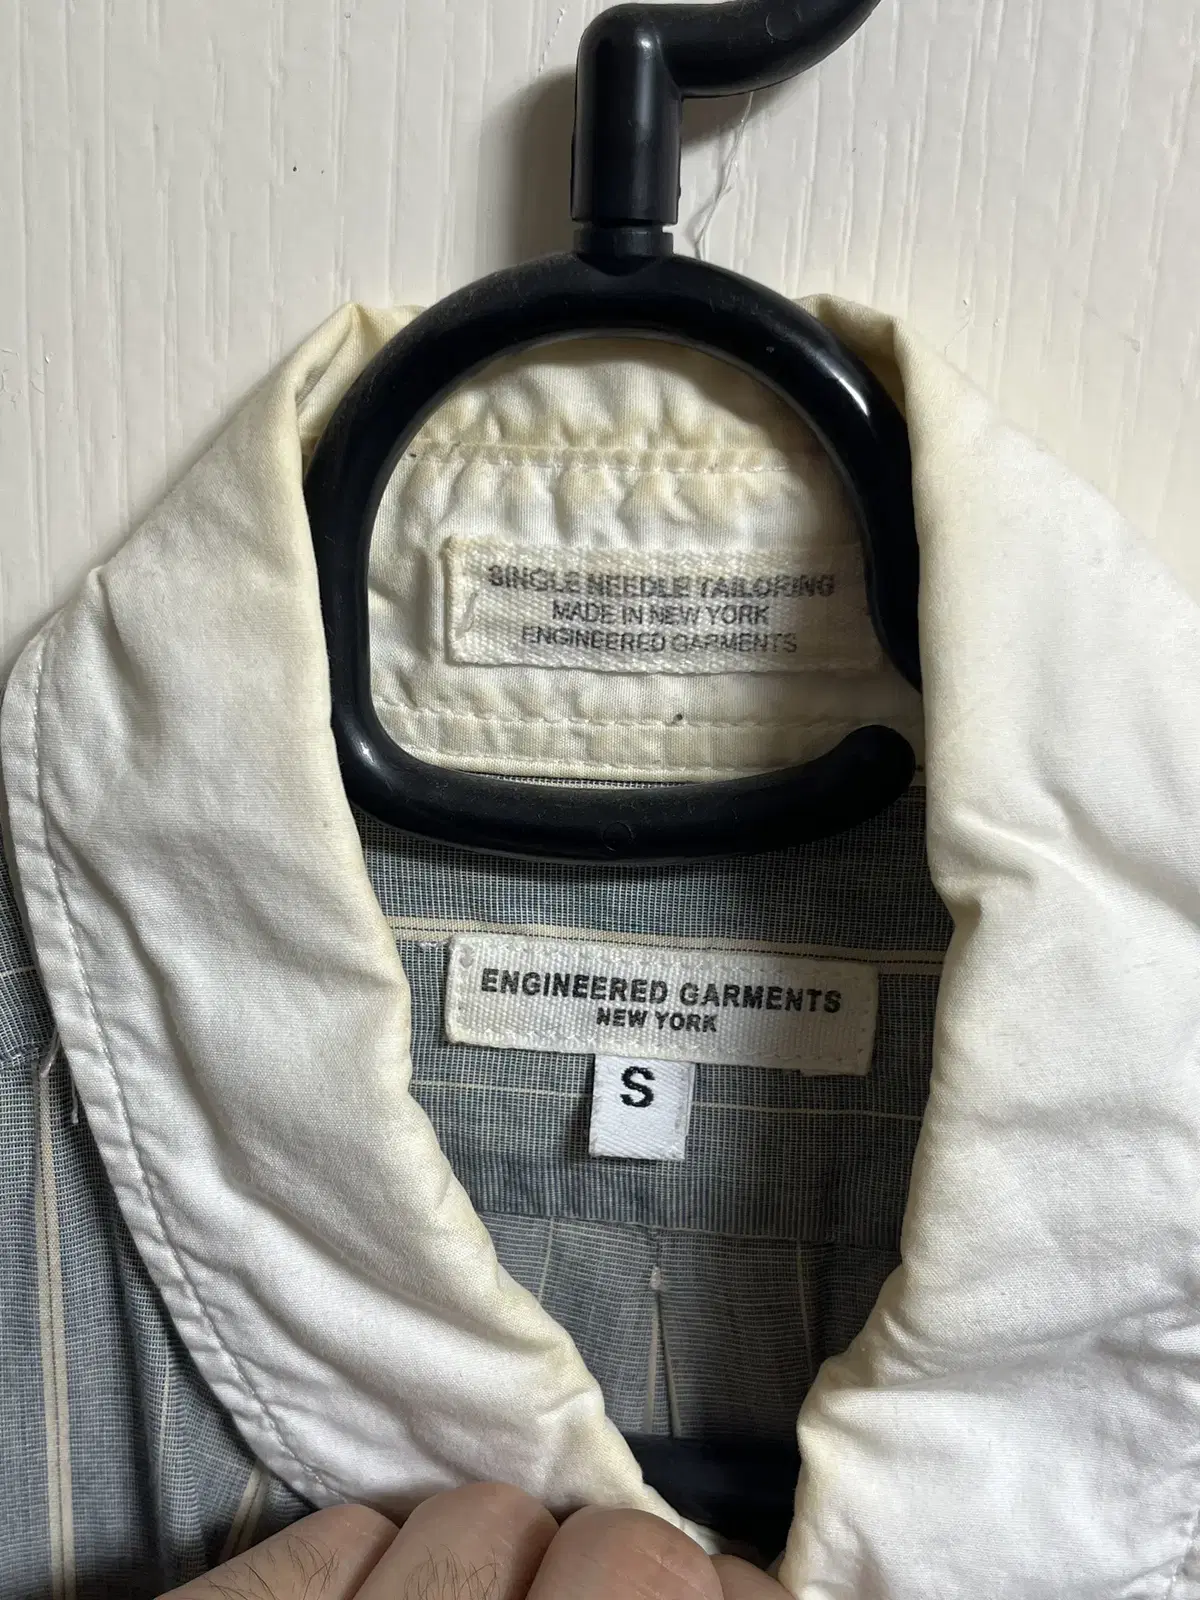 SINGLE NEEDLE TAILORING
MADE IN NEW YORK
ENGINEERED GARMENTS
ENGINEERED GARMENTS
NEW YORK
S